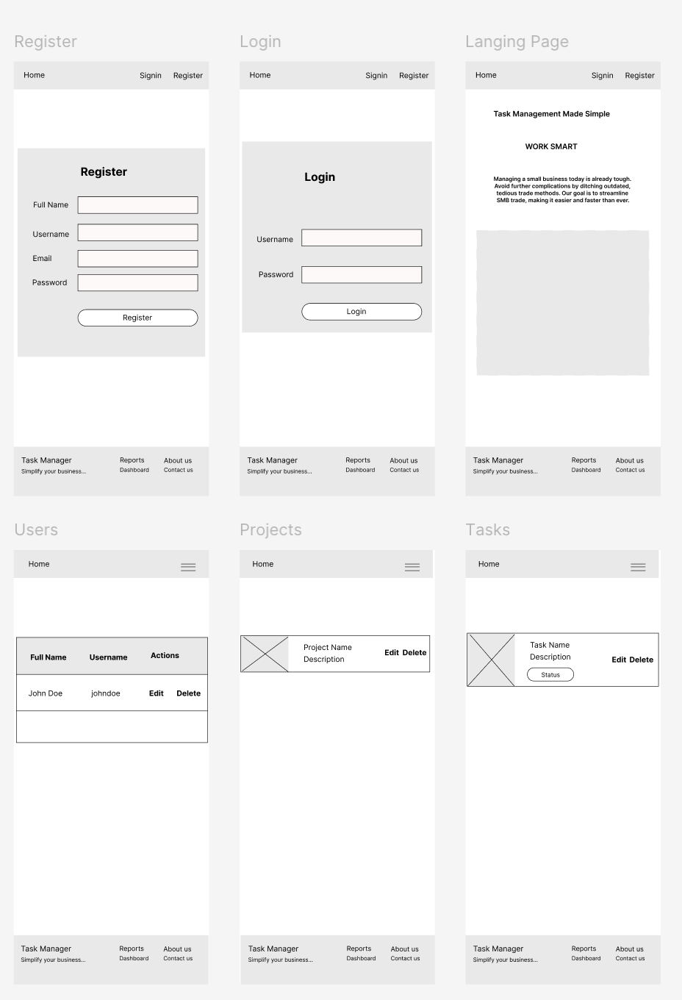 Register
Home Signin Register
Register
Full Name
Username
Email
Password
Register
Task Manager Reports About us
Simplify your business... Dashboard Contact us
Login
Home Signin Register
Login
Username
Password
Login
Task Manager Reports About us
Simplify your business... Dashboard Contact us
Langing Page
Home Signin Register
Task Management Made Simple
WORK SMART
Managing a small business today is already tough.
Avoid further complications by ditching outdated,
tedious trade methods. Our goal is to streamline
SMB trade, making it easier and faster than ever.
Task Manager Reports About us
Simplify your business... Dashboard Contact us
Users
Home
Full Name Username Actions
John Doe johndoe Edit Delete
Task Manager Reports About us
Simplify your business... Dashboard Contact us
Projects
Home
Project Name
Description
Edit Delete
Task Manager Reports About us
Simplify your business... Dashboard Contact us
Tasks
Home
Task Name
Description
Status
Edit Delete
Task Manager Reports About us
Simplify your business... Dashboard Contact us